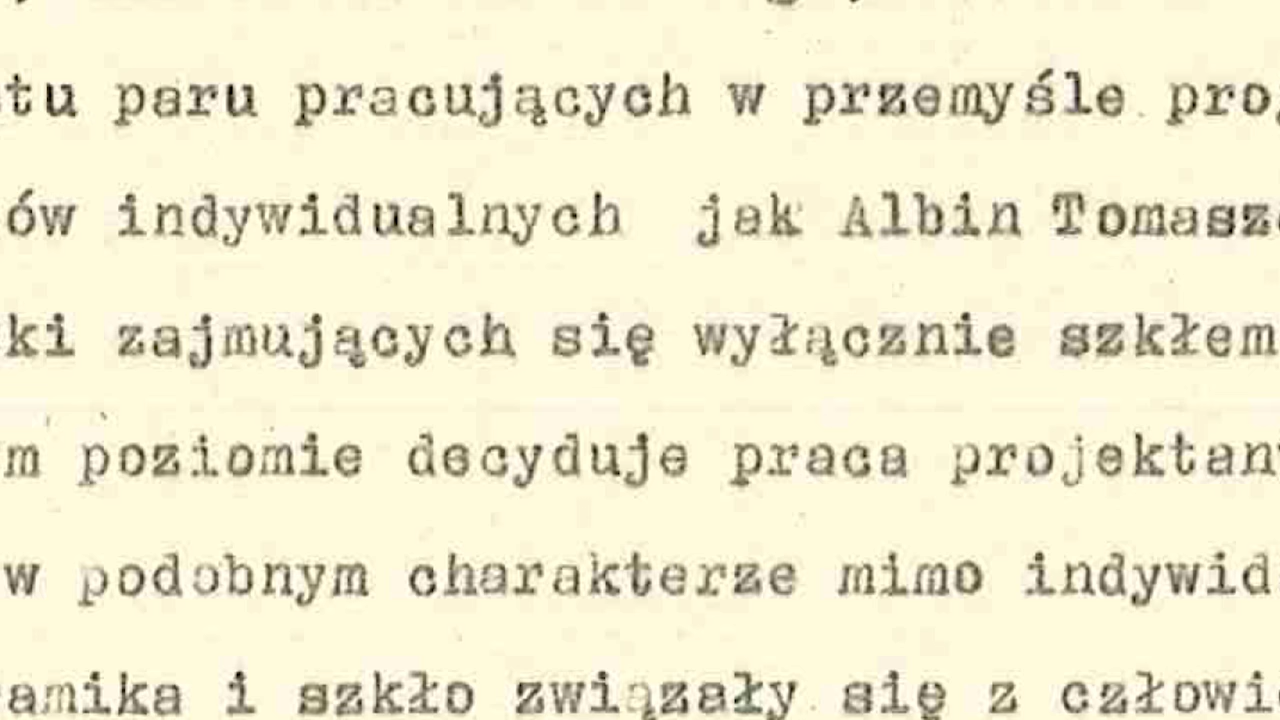 tu paru pracujących w przemyśle pro
ów indywidualnych jak Albin Tomasz
ki zajmujących się wyłącznie szkłem
m poziomie decyduje praca projektan
w podobnym charakterze mimo indywid
amika i szkło związały się z człowi